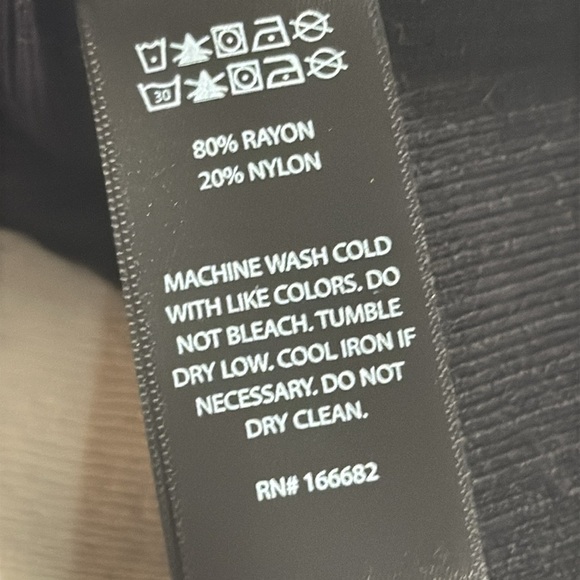 30
80% RAYON
20% NYLON
MACHINE WASH COLD
WITH LIKE COLORS. DO
NOT BLEACH. TUMBLE
DRY LOW. COOL IRON IF
NECESSARY. DO NOT
DRY CLEAN.
RN# 166682